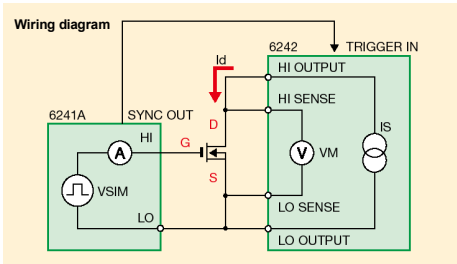 Wiring diagram
6242
TRIGGER IN
Id
HI OUTPUT
HI SENSE
6241A
SYNC OUT
D
IS
HI
G
A
V
VM
S
VSIM
LO
LO SENSE
LO OUTPUT